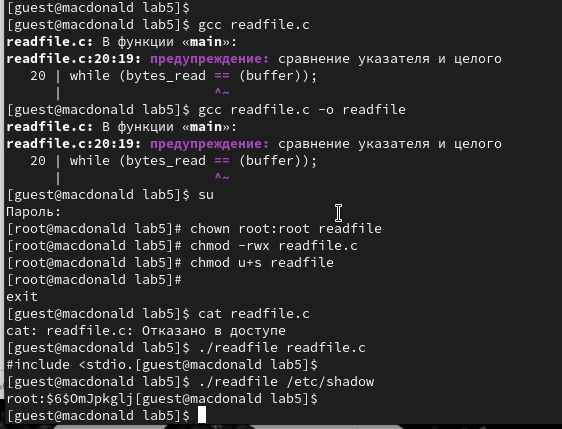 [guest@macdonald lab5]$
[guest@macdonald lab5]$ gcc readfile.c
readfile.c: В функции «main»:
readfile.c:20:19: предупреждение: сравнение указателя и целого
   20 | while (bytes_read == (buffer));
      |                   ^~
[guest@macdonald lab5]$ gcc readfile.c -o readfile
readfile.c: В функции «main»:
readfile.c:20:19: предупреждение: сравнение указателя и целого
   20 | while (bytes_read == (buffer));
      |                   ^~
[guest@macdonald lab5]$ su
Пароль:
[root@macdonald lab5]# chown root:root readfile
[root@macdonald lab5]# chmod -rwx readfile.c
[root@macdonald lab5]# chmod u+s readfile
[root@macdonald lab5]#
exit
[guest@macdonald lab5]$ cat readfile.c
cat: readfile.c: Отказано в доступе
[guest@macdonald lab5]$ ./readfile readfile.c
#include <stdio.[guest@macdonald lab5]$
[guest@macdonald lab5]$ ./readfile /etc/shadow
root:$6$OmJpkglj[guest@macdonald lab5]$
[guest@macdonald lab5]$